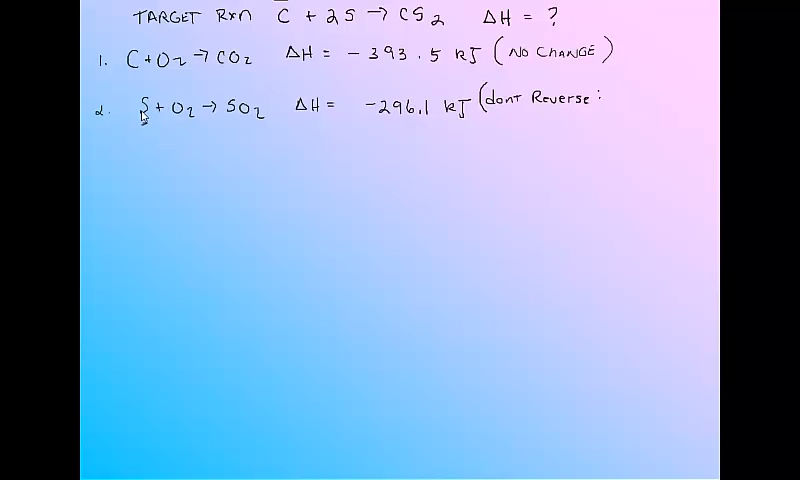 TARGET Rxn C + 2S → CS2 ΔH = ?
1. C + O2 → CO2 ΔH = - 393.5 kJ (NO CHANGE)
2. S + O2 → SO2 ΔH = -296.1 kJ (dont Reverse :